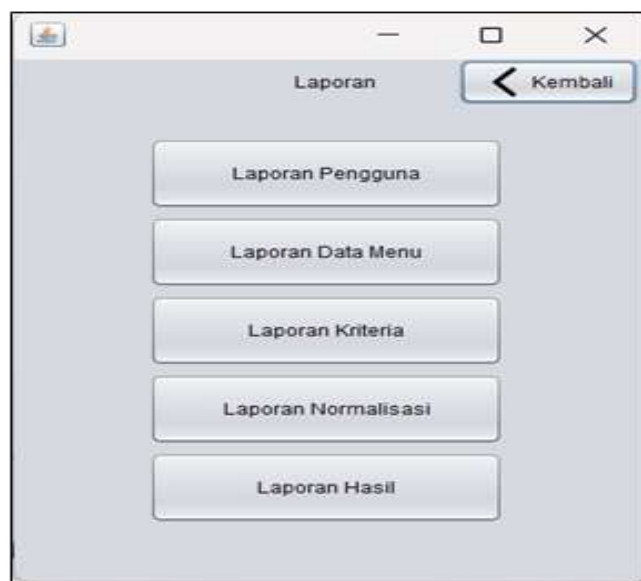 Laporan
Kembali
Laporan Pengguna
Laporan Data Menu
Laporan Kriteria
Laporan Normalisasi
Laporan Hasil